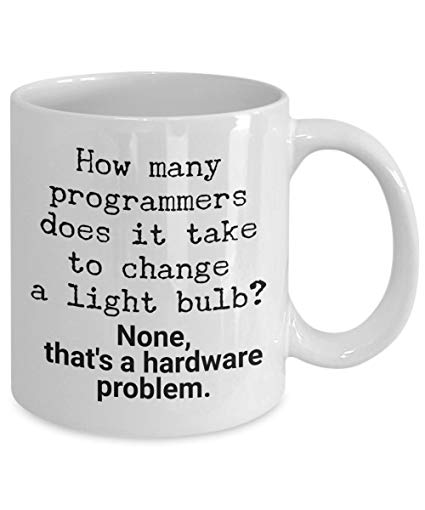 How many
programmers
does it take
to change
a light bulb?
None,
that's a hardware
problem.